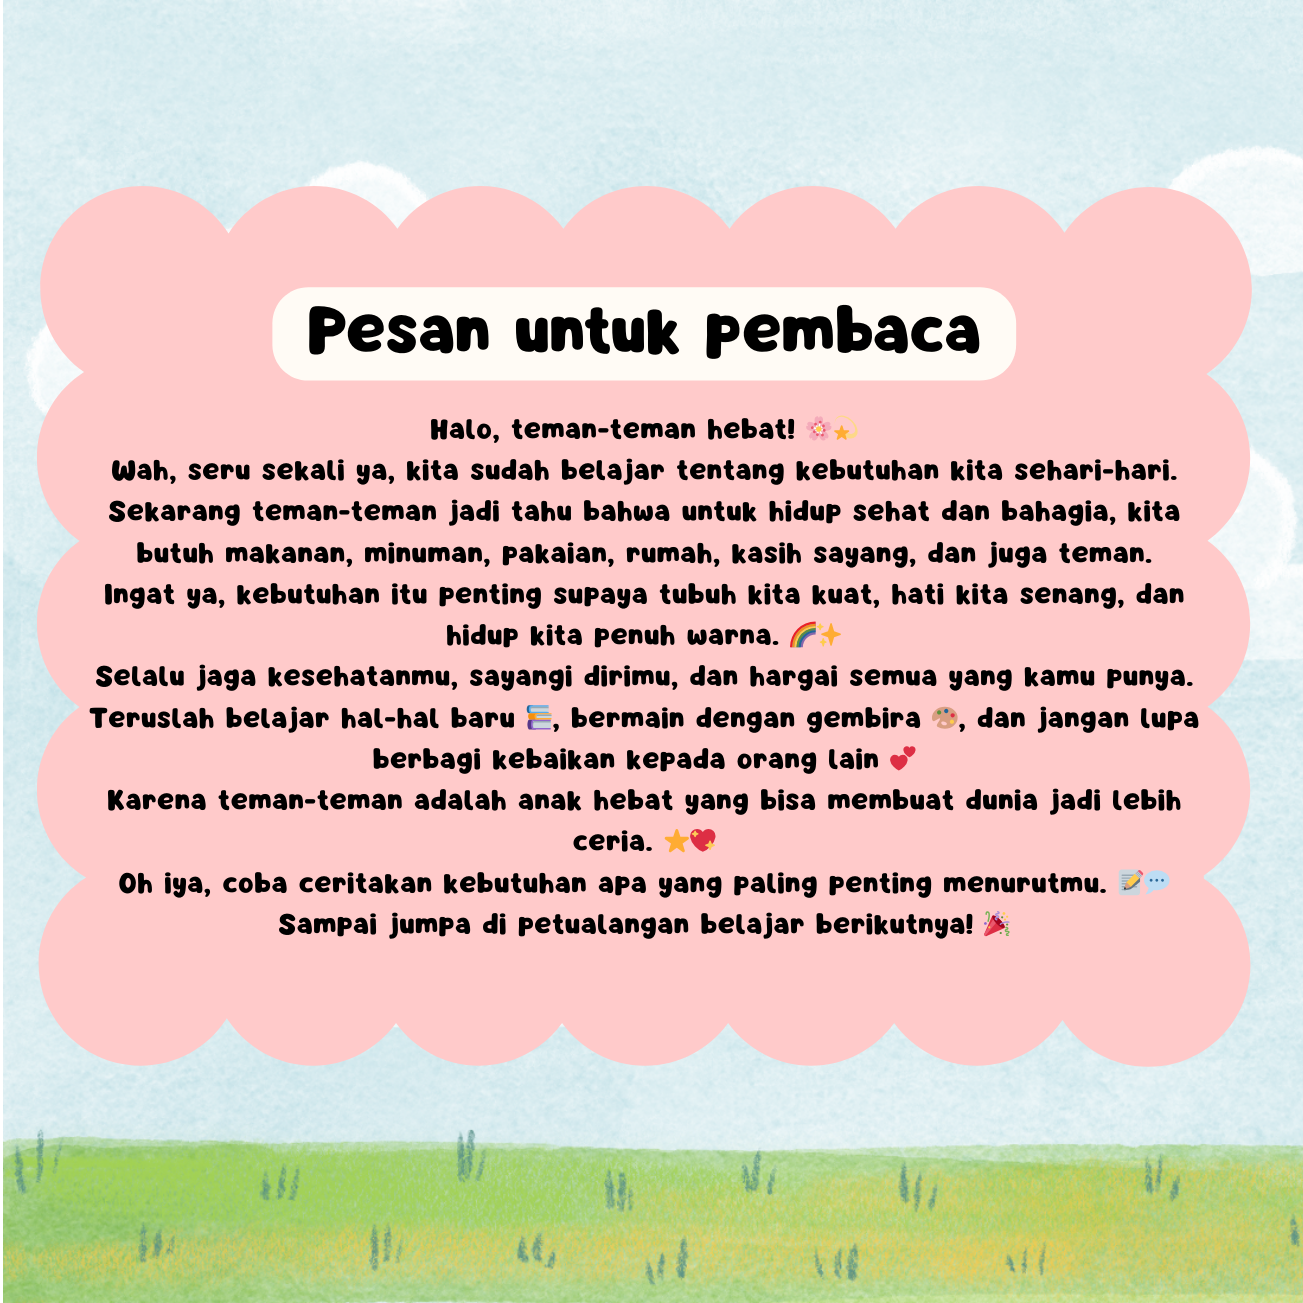 Pesan untuk pembaca
Halo, teman-teman hebat! 🌸💫
Wah, seru sekali ya, kita sudah belajar tentang kebutuhan kita sehari-hari.
Sekarang teman-teman jadi tahu bahwa untuk hidup sehat dan bahagia, kita
butuh makanan, minuman, pakaian, rumah, kasih sayang, dan juga teman.
Ingat ya, kebutuhan itu penting supaya tubuh kita kuat, hati kita senang, dan
hidup kita penuh warna. 🌈✨
Selalu jaga kesehatanmu, sayangi dirimu, dan hargai semua yang kamu punya.
Teruslah belajar hal-hal baru 📚, bermain dengan gembira 🎨, dan jangan lupa
berbagi kebaikan kepada orang lain 💕
Karena teman-teman adalah anak hebat yang bisa membuat dunia jadi lebih
ceria. ⭐💖
Oh iya, coba ceritakan kebutuhan apa yang paling penting menurutmu. 📝💬
Sampai jumpa di petualangan belajar berikutnya! 🎉